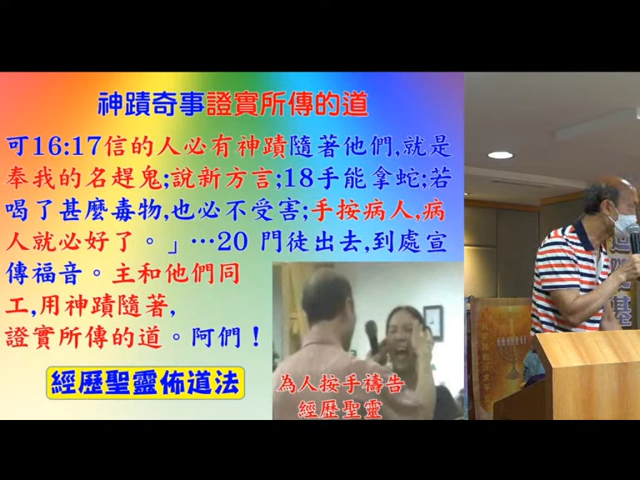 神蹟奇事證實所傳的道
可16:17信的人必有神蹟隨著他們,就是
奉我的名趕鬼;說新方言;18手能拿蛇;若
喝了甚麼毒物,也必不受害;手按病人,病
人就必好了。」…20 門徒出去,到處宣
傳福音。主和他們同
工,用神蹟隨著,
證實所傳的道。阿們！
經歷聖靈佈道法
為人按手禱告
經歷聖靈